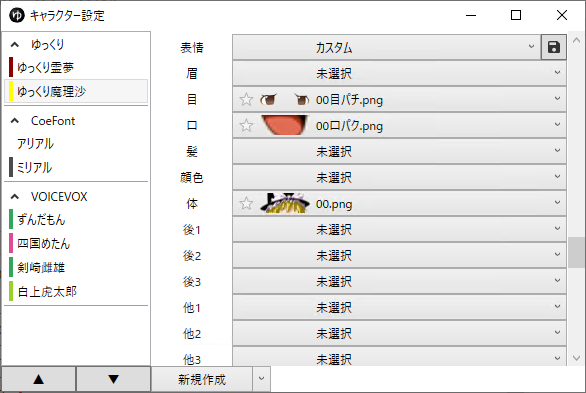 ゆ キャラクター設定
ゆっくり
ゆっくり霊夢
ゆっくり魔理沙
CoeFont
アリアル
ミリアル
VOICEVOX
ずんだもん
四国めたん
剣崎雌雄
白上虎太郎
▲ ▼
表情 カスタム
眉 未選択
目 00目パチ.png
口 00口パク.png
髪 未選択
顔色 未選択
体 00.png
後1 未選択
後2 未選択
後3 未選択
他1 未選択
他2 未選択
他3 未選択
新規作成